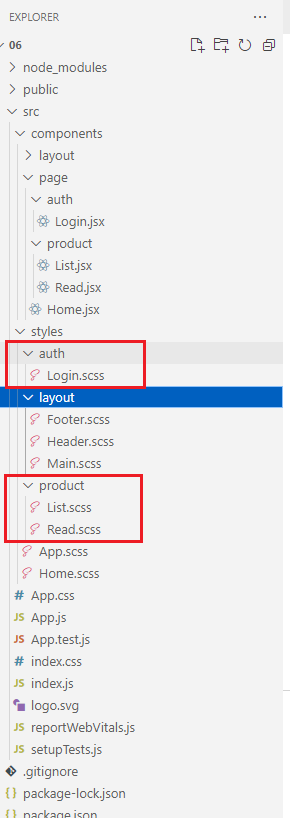 EXPLORER
06
node_modules
public
src
components
layout
page
auth
Login.jsx
product
List.jsx
Read.jsx
Home.jsx
styles
auth
Login.scss
layout
Footer.scss
Header.scss
Main.scss
product
List.scss
Read.scss
App.scss
Home.scss
# App.css
JS App.js
JS App.test.js
# index.css
JS index.js
logo.svg
JS reportWebVitals.js
JS setupTests.js
.gitignore
{ } package-lock.json
{ } package.json